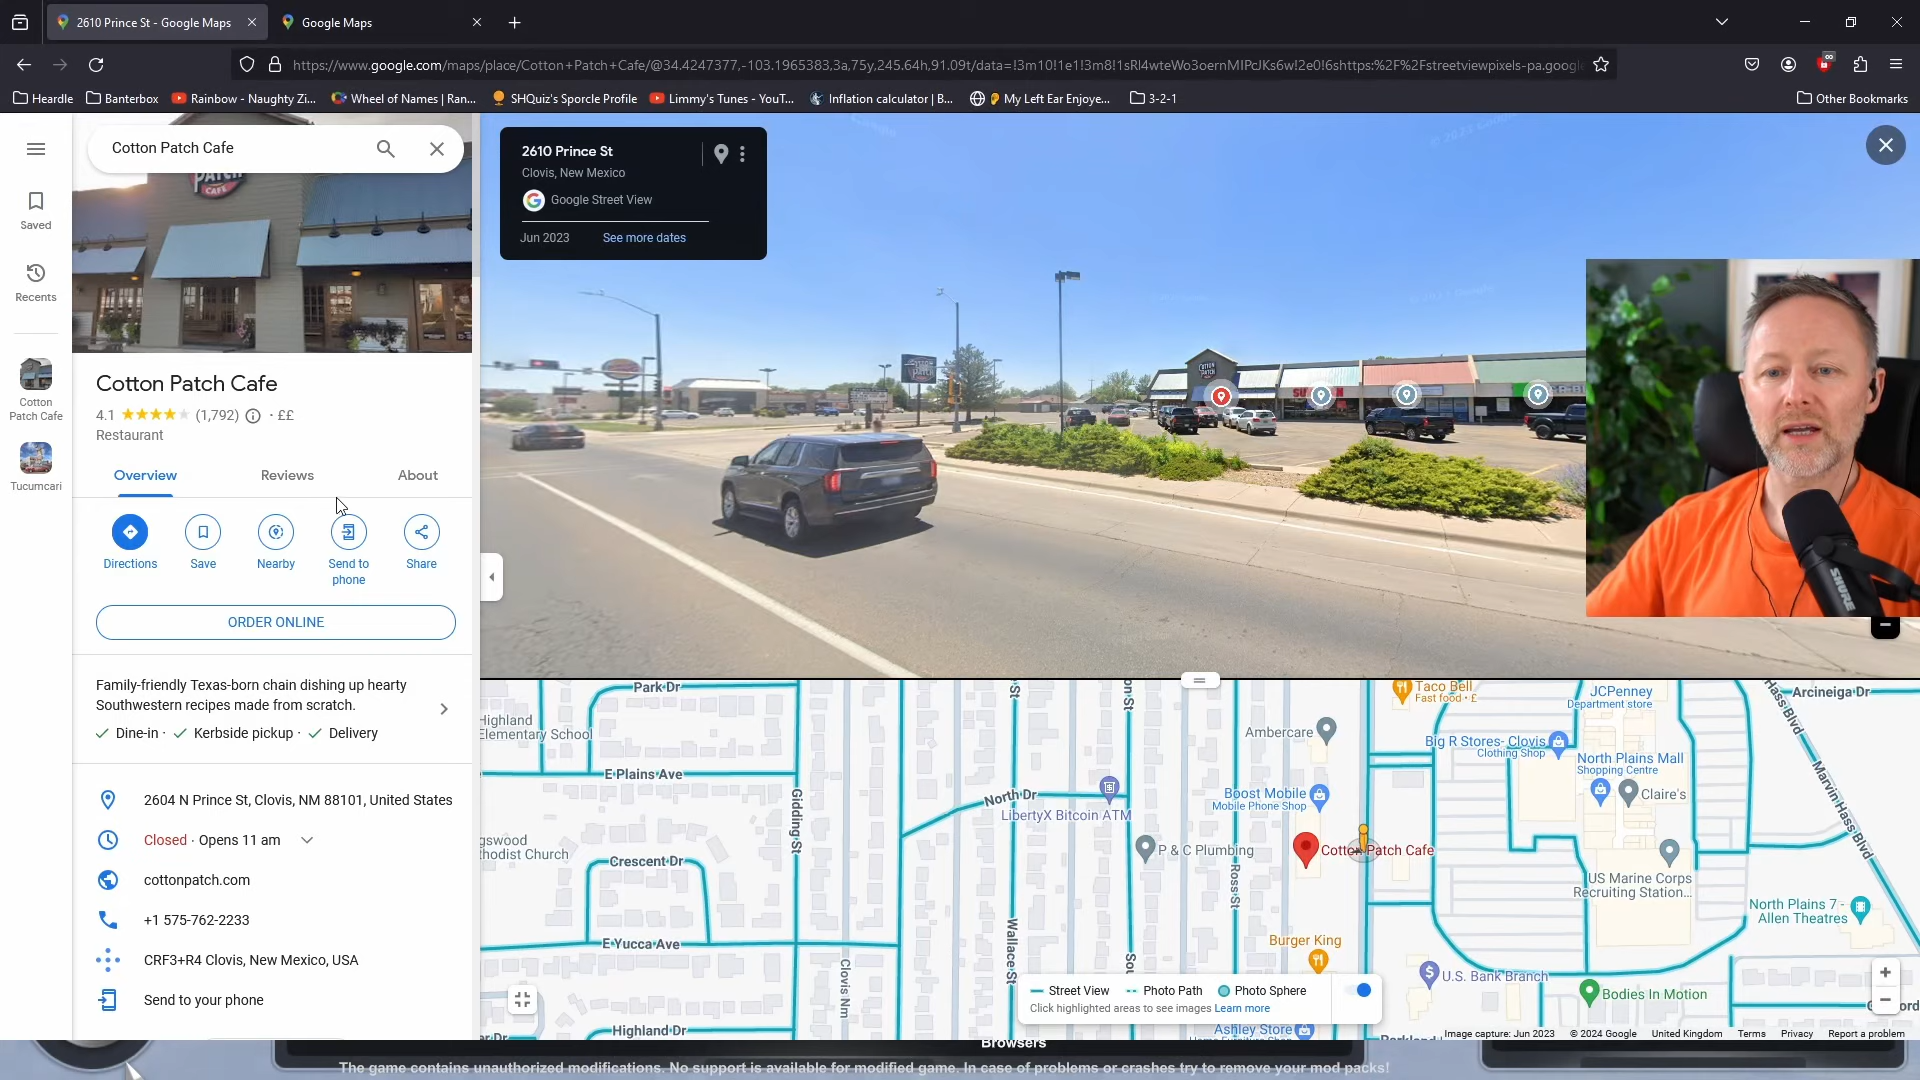 2610 Prince St - Google Maps
Google Maps
https://www.google.com/maps/place/Cotton+Patch+Cafe/@34.4247377,-103.1965383,3a,75y,245.64h,91.09t/data=!3m10!1e1!3m8!1sRl4wteWo3oernMIPcJKs6w!2e0!6shttps:%2F%2Fstreetviewpixels-pa.google
Heardle
Banterbox
Rainbow - Naughty Zi...
Wheel of Names | Ran...
SHQuiz's Sporcle Profile
Limmy's Tunes - YouT...
Inflation calculator | B...
My Left Ear Enjoye...
3-2-1
Other Bookmarks
Cotton Patch Cafe
Saved
Recents
Cotton
Patch Cafe
Tucumcari
PATCH
CAFE
Cotton Patch Cafe
4.1 (1,792) · ££
Restaurant
Overview
Reviews
About
Directions
Save
Nearby
Send to
phone
Share
ORDER ONLINE
Family-friendly Texas-born chain dishing up hearty
Southwestern recipes made from scratch.
Dine-in · Kerbside pickup · Delivery
2604 N Prince St, Clovis, NM 88101, United States
Closed · Opens 11 am
cottonpatch.com
+1 575-762-2233
CRF3+R4 Clovis, New Mexico, USA
Send to your phone
2610 Prince St
Clovis, New Mexico
Google Street View
Jun 2023
See more dates
SHURE
Park Dr
Highland
Elementary School
E Plains Ave
Gidding St
gswood
thodist Church
Crescent Dr
E Yucca Ave
Clovis Nm
Highland Dr
North Dr
LibertyX Bitcoin ATM
Wallace St
P & C Plumbing
Ross St
Ambercare
Boost Mobile
Mobile Phone Shop
Cotton Patch Cafe
Burger King
Taco Bell
Fast food · £
Big R Stores- Clovis
Clothing Shop
JCPenney
Department store
North Plains Mall
Shopping Centre
Claire's
US Marine Corps
Recruiting Station...
North Plains 7 -
Allen Theatres
U.S. Bank Branch
Bodies In Motion
Ashley Store
Arcineiga Dr
Hass Blvd
Marvin Hass Blvd
Street View
Photo Path
Photo Sphere
Click highlighted areas to see images Learn more
Image capture: Jun 2023
© 2024 Google
United Kingdom
Terms
Privacy
Report a problem
Browsers
The game contains unauthorized modifications. No support is available for modified game. In case of problems or crashes try to remove your mod packs!